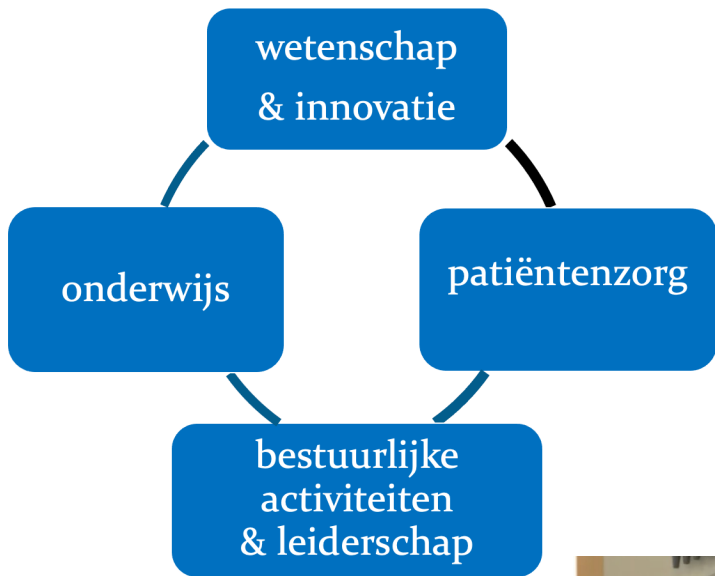 wetenschap
& innovatie
onderwijs
patiëntenzorg
bestuurlijke
activiteiten
& leiderschap